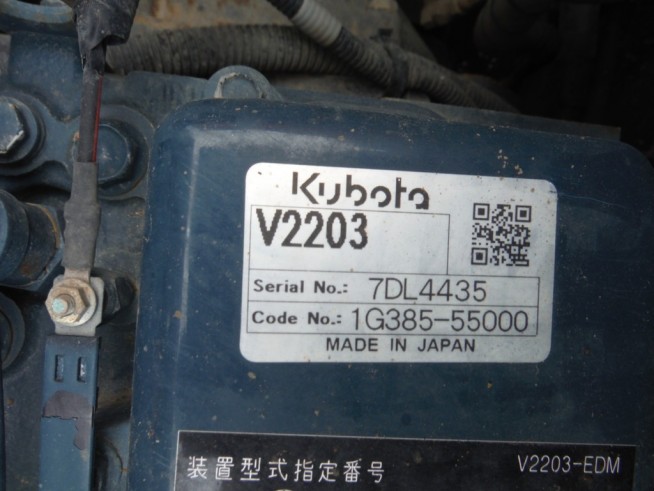 Kubota
V2203
Serial No.: 7DL4435
Code No.: 1G385-55000
MADE IN JAPAN
装置型式指定番号 V2203-EDM